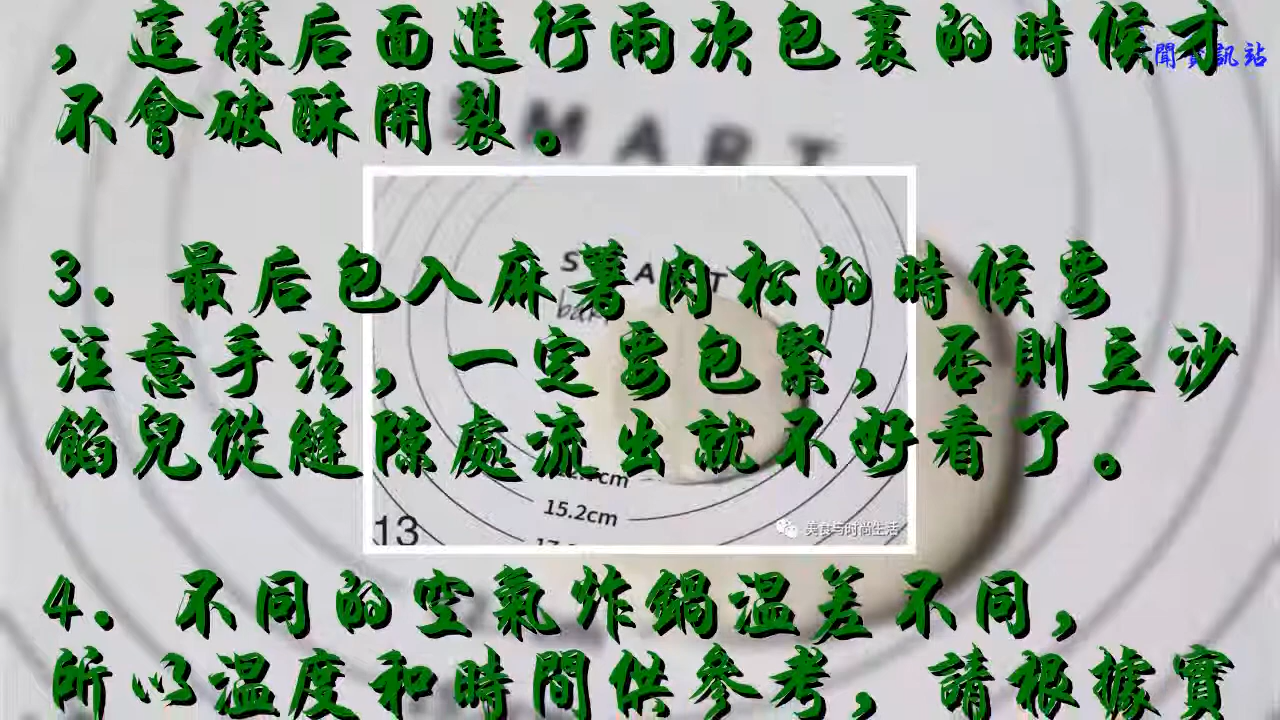 ，這樣后面進行兩次包裹的時候才
聞資訊站
不會破酥開裂。
SMART
3. 最后包入麻薯肉松的時候要
注意手法，一定要包緊，否則豆沙
餡兒從縫隙處流出就不好看了。
15.2cm
13
美食与时尚生活
4. 不同的空氣炸鍋溫差不同，
所以溫度和時間供參考，請根據實